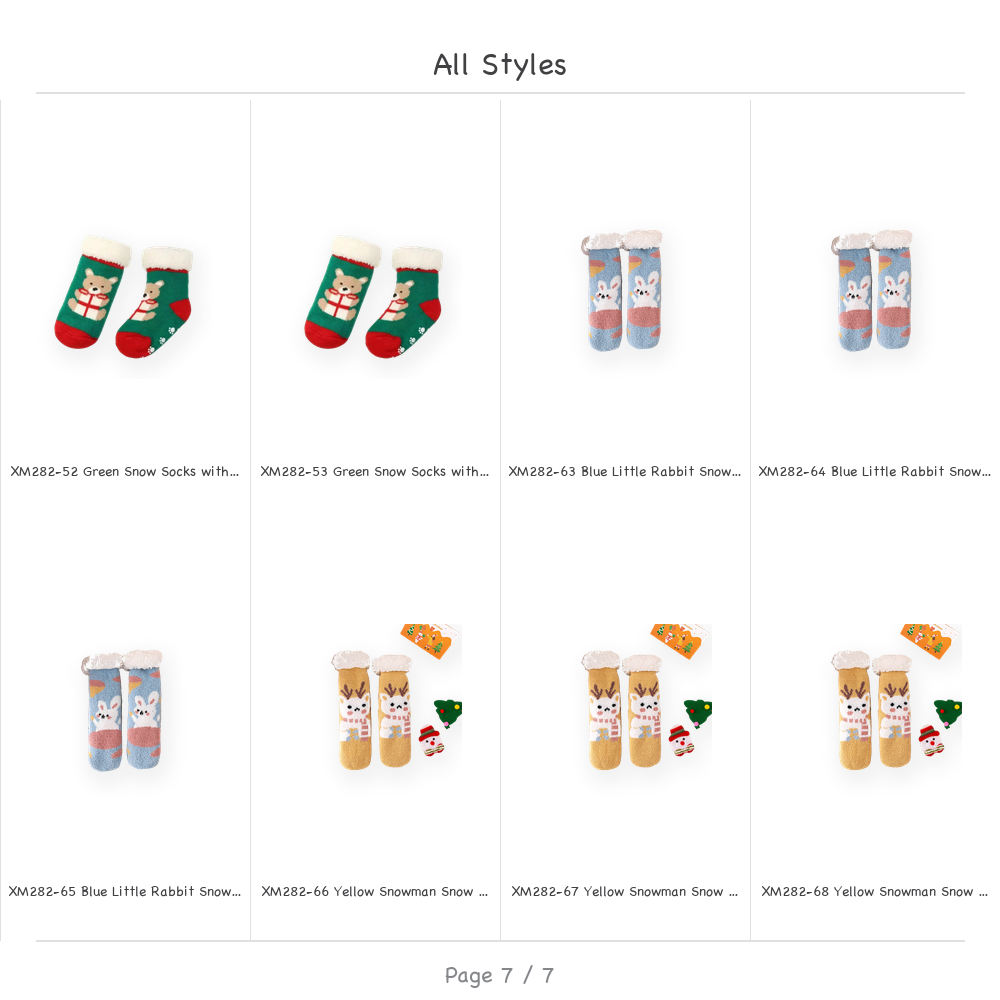 All Styles
XM282-52 Green Snow Socks with...
XM282-53 Green Snow Socks with...
XM282-63 Blue Little Rabbit Snow...
XM282-64 Blue Little Rabbit Snow...
XM282-65 Blue Little Rabbit Snow...
XM282-66 Yellow Snowman Snow ...
XM282-67 Yellow Snowman Snow ...
XM282-68 Yellow Snowman Snow ...
Page 7 / 7